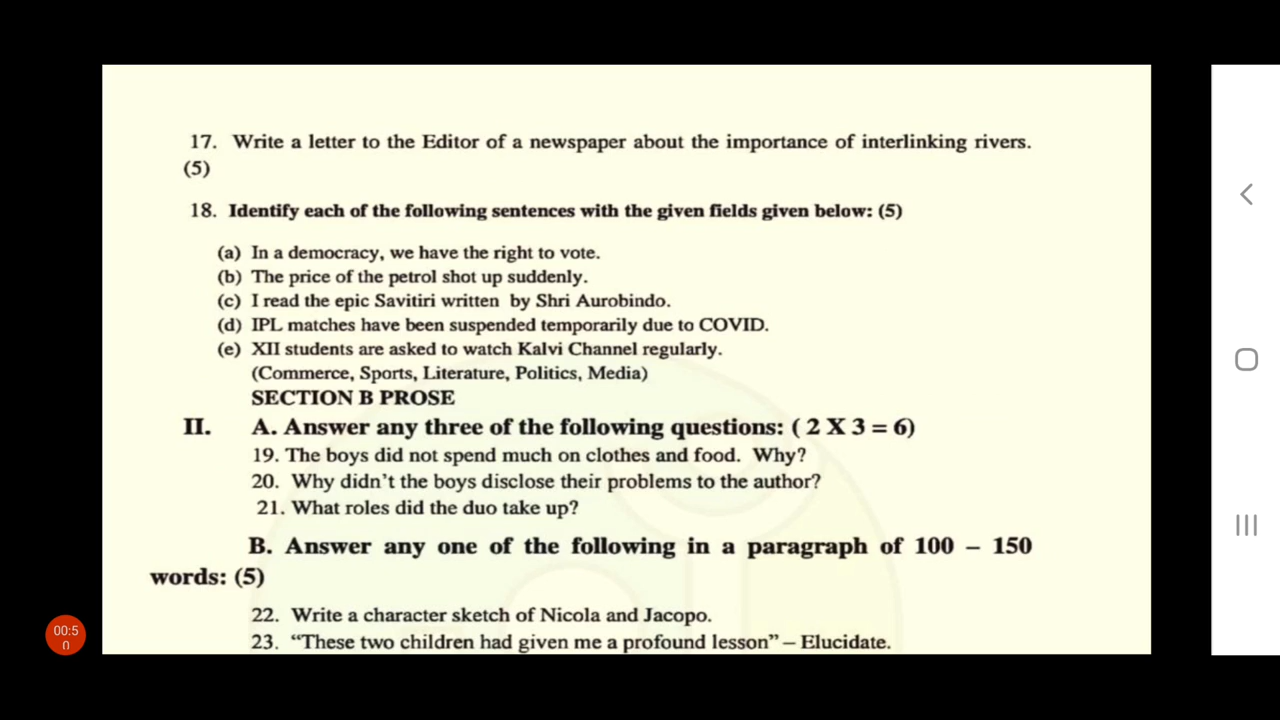 17. Write a letter to the Editor of a newspaper about the importance of interlinking rivers.
(5)
18. Identify each of the following sentences with the given fields given below: (5)
(a) In a democracy, we have the right to vote.
(b) The price of the petrol shot up suddenly.
(c) I read the epic Savitiri written by Shri Aurobindo.
(d) IPL matches have been suspended temporarily due to COVID.
(e) XII students are asked to watch Kalvi Channel regularly.
(Commerce, Sports, Literature, Politics, Media)
SECTION B PROSE
II. A. Answer any three of the following questions: ( 2 X 3 = 6)
19. The boys did not spend much on clothes and food. Why?
20. Why didn't the boys disclose their problems to the author?
21. What roles did the duo take up?
B. Answer any one of the following in a paragraph of 100 – 150
words: (5)
22. Write a character sketch of Nicola and Jacopo.
23. “These two children had given me a profound lesson” – Elucidate.
00:5
0